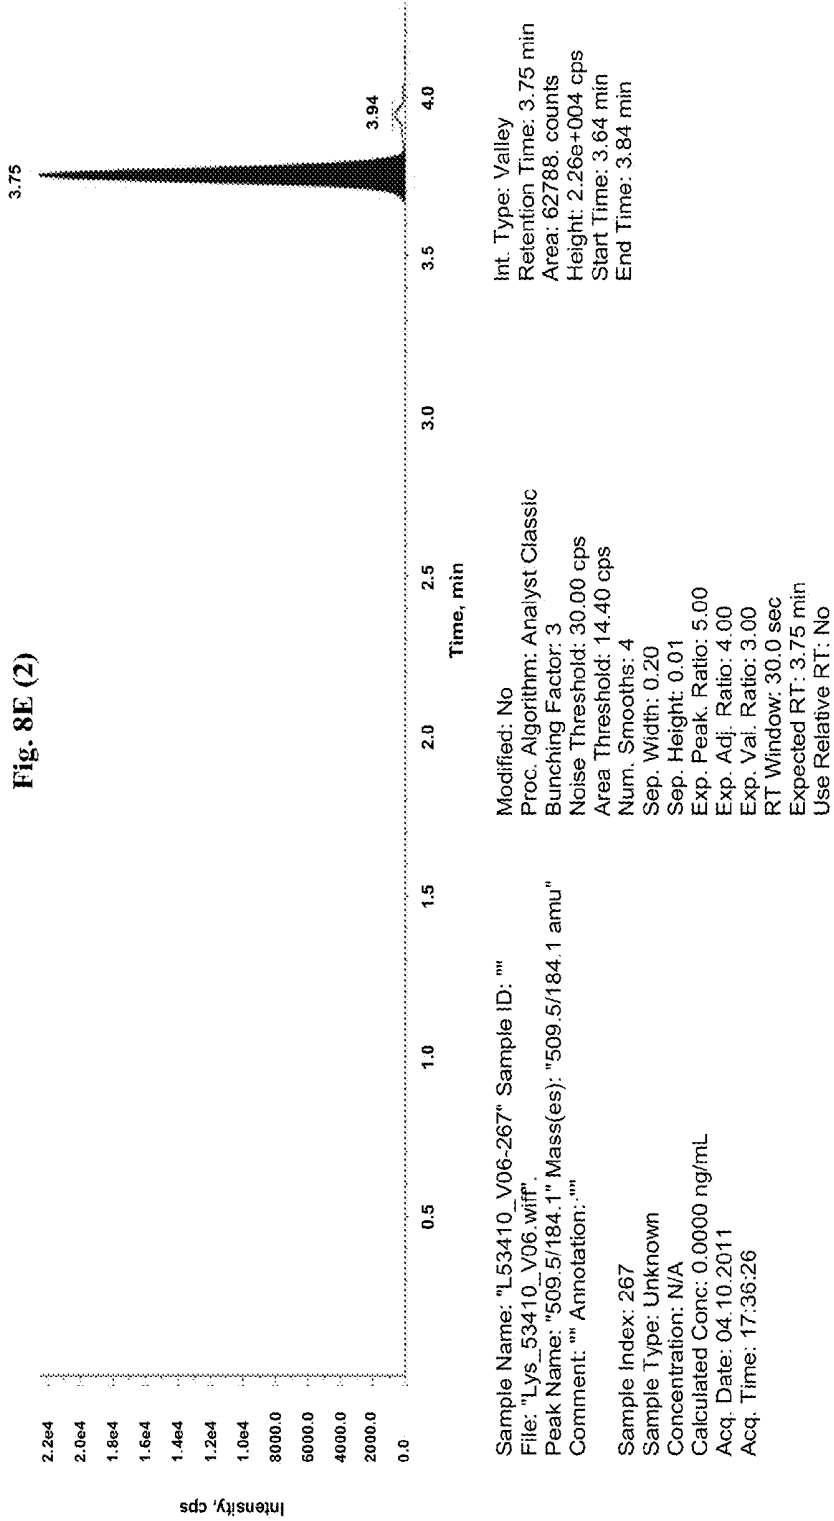 Fig. 8E (2)
3.75
3.94
Intensity, cps
2.2e4
2.0e4
1.8e4
1.6e4
1.4e4
1.2e4
1.0e4
8000.0
6000.0
4000.0
2000.0
0.0
0.5
1.0
1.5
2.0
2.5
3.0
3.5
4.0
Time, min
Sample Name: "L53410_V06-267" Sample ID: ""
File: "Lys_53410_V06.wiff".
Peak Name: "509.5/184.1" Mass(es): "509.5/184.1 amu"
Comment: "" Annotation: ""
Sample Index: 267
Sample Type: Unknown
Concentration: N/A
Calculated Conc: 0.0000 ng/mL
Acq. Date: 04.10.2011
Acq. Time: 17:36:26
Modified: No
Proc. Algorithm: Analyst Classic
Bunching Factor: 3
Noise Threshold: 30.00 cps
Area Threshold: 14.40 cps
Num. Smooths: 4
Sep. Width: 0.20
Sep. Height: 0.01
Exp. Peak. Ratio: 5.00
Exp. Adj. Ratio: 4.00
Exp. Val. Ratio: 3.00
RT Window: 30.0 sec
Expected RT: 3.75 min
Use Relative RT: No
Int. Type: Valley
Retention Time: 3.75 min
Area: 62788. counts
Height: 2.26e+004 cps
Start Time: 3.64 min
End Time: 3.84 min